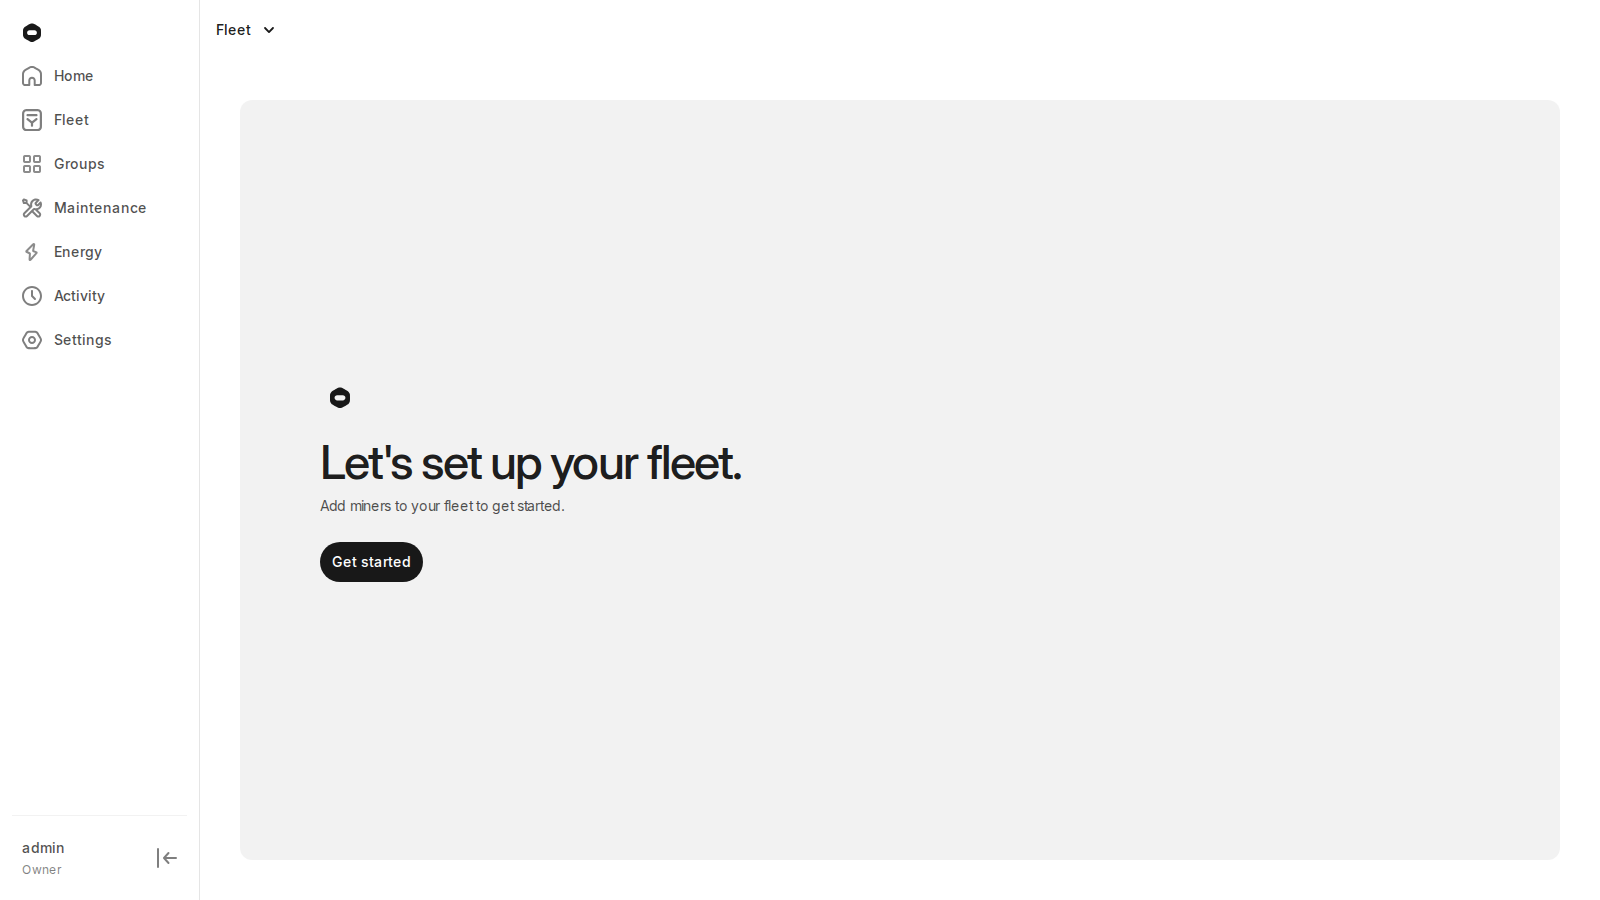 Fleet
Home
Fleet
Groups
Maintenance
Energy
Activity
Settings
Let's set up your fleet.
Add miners to your fleet to get started.
Get started
admin
Owner